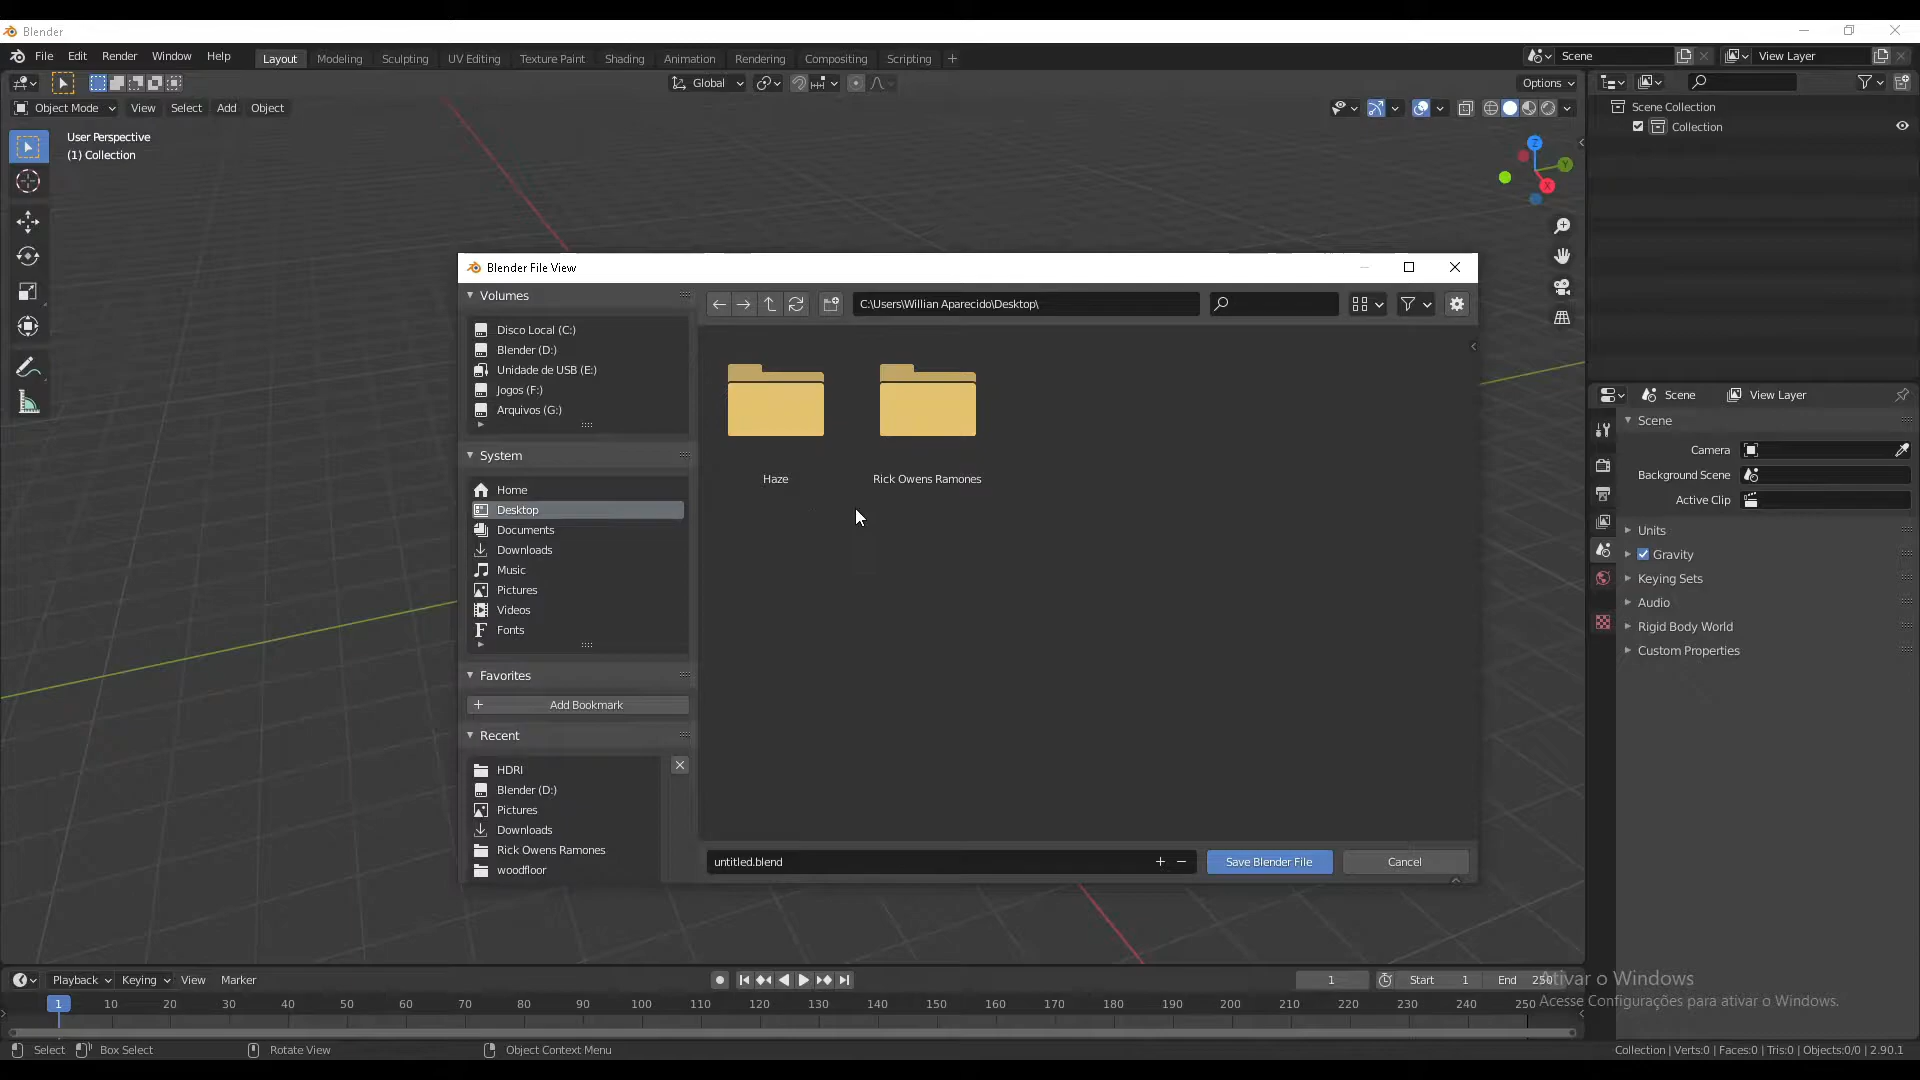 Blender
File Edit Render Window Help Layout Modeling Sculpting UV Editing Texture Paint Shading Animation Rendering Compositing Scripting + Scene View Layer
Global Options
Object Mode View Select Add Object
User Perspective
(1) Collection
Scene Collection
Collection
Z
Y
X
Blender File View
Volumes
Disco Local (C:)
Blender (D:)
Unidade de USB (E:)
Jogos (F:)
Arquivos (G:)
System
Home
Desktop
Documents
Downloads
Music
Pictures
Videos
Fonts
Favorites
+ Add Bookmark
Recent
HDRI
Blender (D:)
Pictures
Downloads
Rick Owens Ramones
woodfloor
C:\Users\Willian Aparecido\Desktop\
Haze
Rick Owens Ramones
untitled.blend + − Save Blender File Cancel
Scene View Layer
Scene
Camera
Background Scene
Active Clip
Units
Gravity
Keying Sets
Audio
Rigid Body World
Custom Properties
Playback Keying View Marker 1 Start 1 End 250
1 10 20 30 40 50 60 70 80 90 100 110 120 130 140 150 160 170 180 190 200 210 220 230 240 250
Ativar o Windows
Acesse Configurações para ativar o Windows.
Select Box Select Rotate View Object Context Menu Collection | Verts:0 | Faces:0 | Tris:0 | Objects:0/0 | 2.90.1